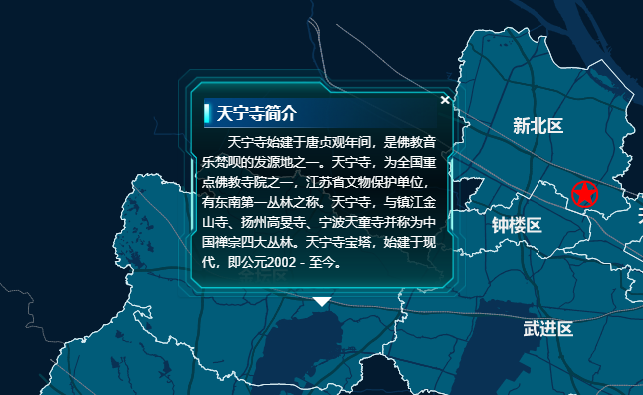 天宁寺简介
×
天宁寺始建于唐贞观年间，是佛教音
乐梵呗的发源地之一。天宁寺，为全国重
点佛教寺院之一，江苏省文物保护单位，
有东南第一丛林之称。天宁寺，与镇江金
山寺、扬州高旻寺、宁波天童寺并称为中
国禅宗四大丛林。天宁寺宝塔，始建于现
代，即公元2002 - 至今。
新北区
钟楼区
武进区